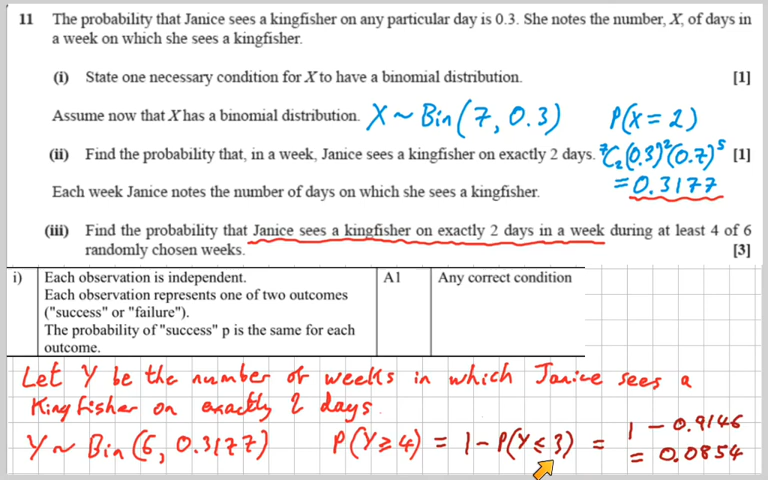 11 The probability that Janice sees a kingfisher on any particular day is 0.3. She notes the number, X, of days in
a week on which she sees a kingfisher.
(i) State one necessary condition for X to have a binomial distribution. [1]
Assume now that X has a binomial distribution. X ~ Bin(7, 0.3) P(X = 2)
(ii) Find the probability that, in a week, Janice sees a kingfisher on exactly 2 days. ⁷C₂(0.3)²(0.7)⁵ [1]
Each week Janice notes the number of days on which she sees a kingfisher. = 0.3177
(iii) Find the probability that Janice sees a kingfisher on exactly 2 days in a week during at least 4 of 6
randomly chosen weeks. [3]
i) Each observation is independent. A1 Any correct condition
Each observation represents one of two outcomes
("success" or "failure").
The probability of "success" p is the same for each
outcome.
Let Y be the number of weeks in which Janice sees a
Kingfisher on exactly 2 days.
Y ~ Bin(6, 0.3177) P(Y ≥ 4) = 1 - P(Y ≤ 3) = 1 - 0.9146
= 0.0854